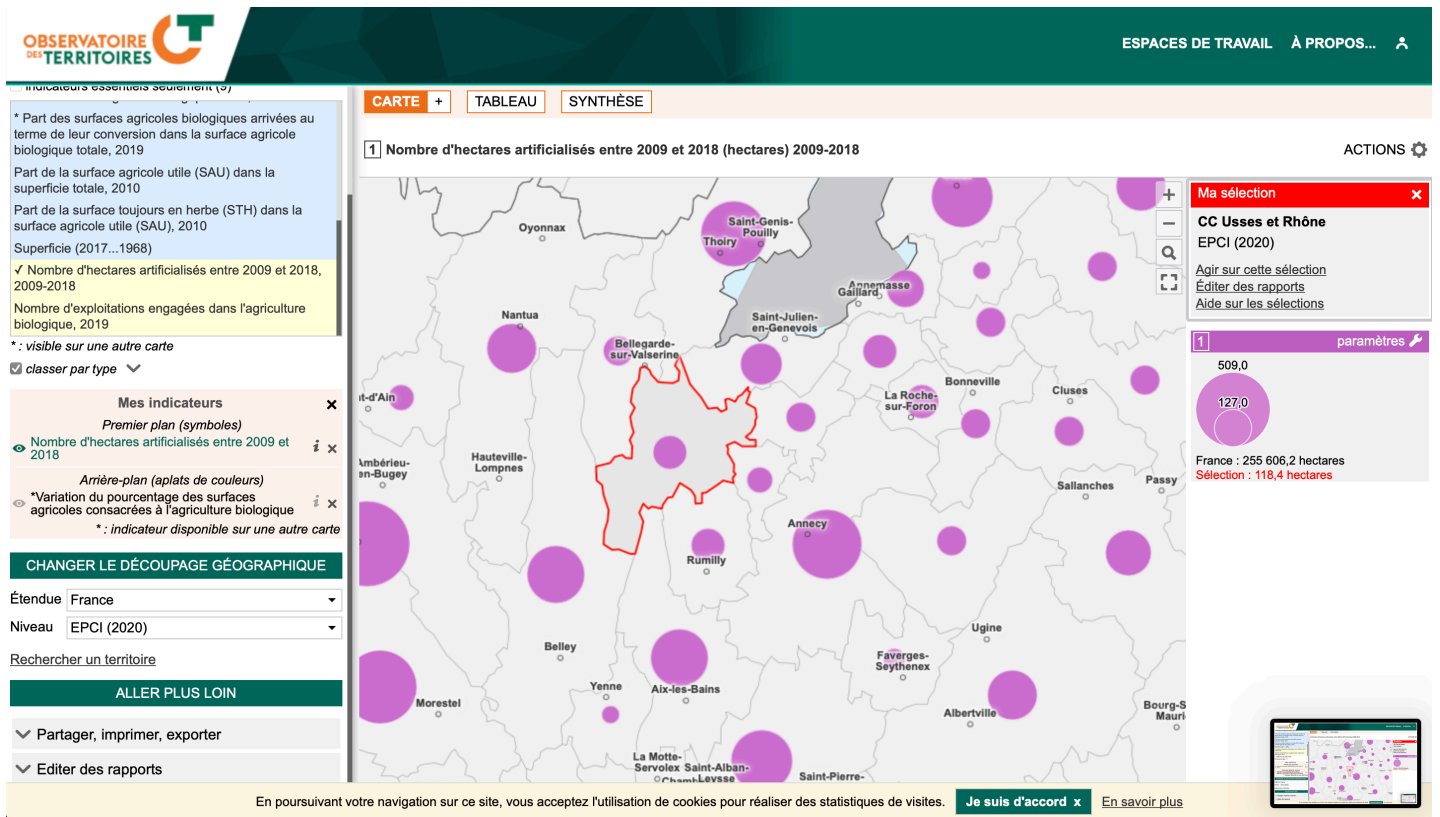 OBSERVATOIRE
DES TERRITOIRES
ESPACES DE TRAVAIL
À PROPOS...
Indicateurs essentiels seulement (9)
* Part des surfaces agricoles biologiques arrivées au
terme de leur conversion dans la surface agricole
biologique totale, 2019
Part de la surface agricole utile (SAU) dans la
superficie totale, 2010
Part de la surface toujours en herbe (STH) dans la
surface agricole utile (SAU), 2010
Superficie (2017...1968)
✓ Nombre d'hectares artificialisés entre 2009 et 2018,
2009-2018
Nombre d'exploitations engagées dans l'agriculture
biologique, 2019
* : visible sur une autre carte
classer par type
Mes indicateurs
Premier plan (symboles)
Nombre d'hectares artificialisés entre 2009 et
2018
Arrière-plan (aplats de couleurs)
*Variation du pourcentage des surfaces
agricoles consacrées à l'agriculture biologique
* : indicateur disponible sur une autre carte
CHANGER LE DÉCOUPAGE GÉOGRAPHIQUE
Étendue France
Niveau EPCI (2020)
Rechercher un territoire
ALLER PLUS LOIN
Partager, imprimer, exporter
Editer des rapports
CARTE +
TABLEAU
SYNTHÈSE
1 Nombre d'hectares artificialisés entre 2009 et 2018 (hectares) 2009-2018
ACTIONS
Oyonnax
Saint-Genis-
Pouilly
Thoiry
Annemasse
Gaillard
Nantua
Saint-Julien-
en-Genevois
Bellegarde-
sur-Valserine
t-d'Ain
La Roche-
sur-Foron
Bonneville
Cluses
Ambérieu-
en-Bugey
Hauteville-
Lompnes
Sallanches
Passy
Annecy
Rumilly
Belley
Ugine
Faverges-
Seythenex
Yenne
Aix-les-Bains
Morestel
Albertville
Bourg-S
Mauri
La Motte-
Servolex
Saint-Alban-
Leysse
Saint-Pierre-
Ma sélection
CC Usses et Rhône
EPCI (2020)
Agir sur cette sélection
Éditer des rapports
Aide sur les sélections
1 paramètres
509,0
127,0
France : 255 606,2 hectares
Sélection : 118,4 hectares
En poursuivant votre navigation sur ce site, vous acceptez l'utilisation de cookies pour réaliser des statistiques de visites.
Je suis d'accord x
En savoir plus